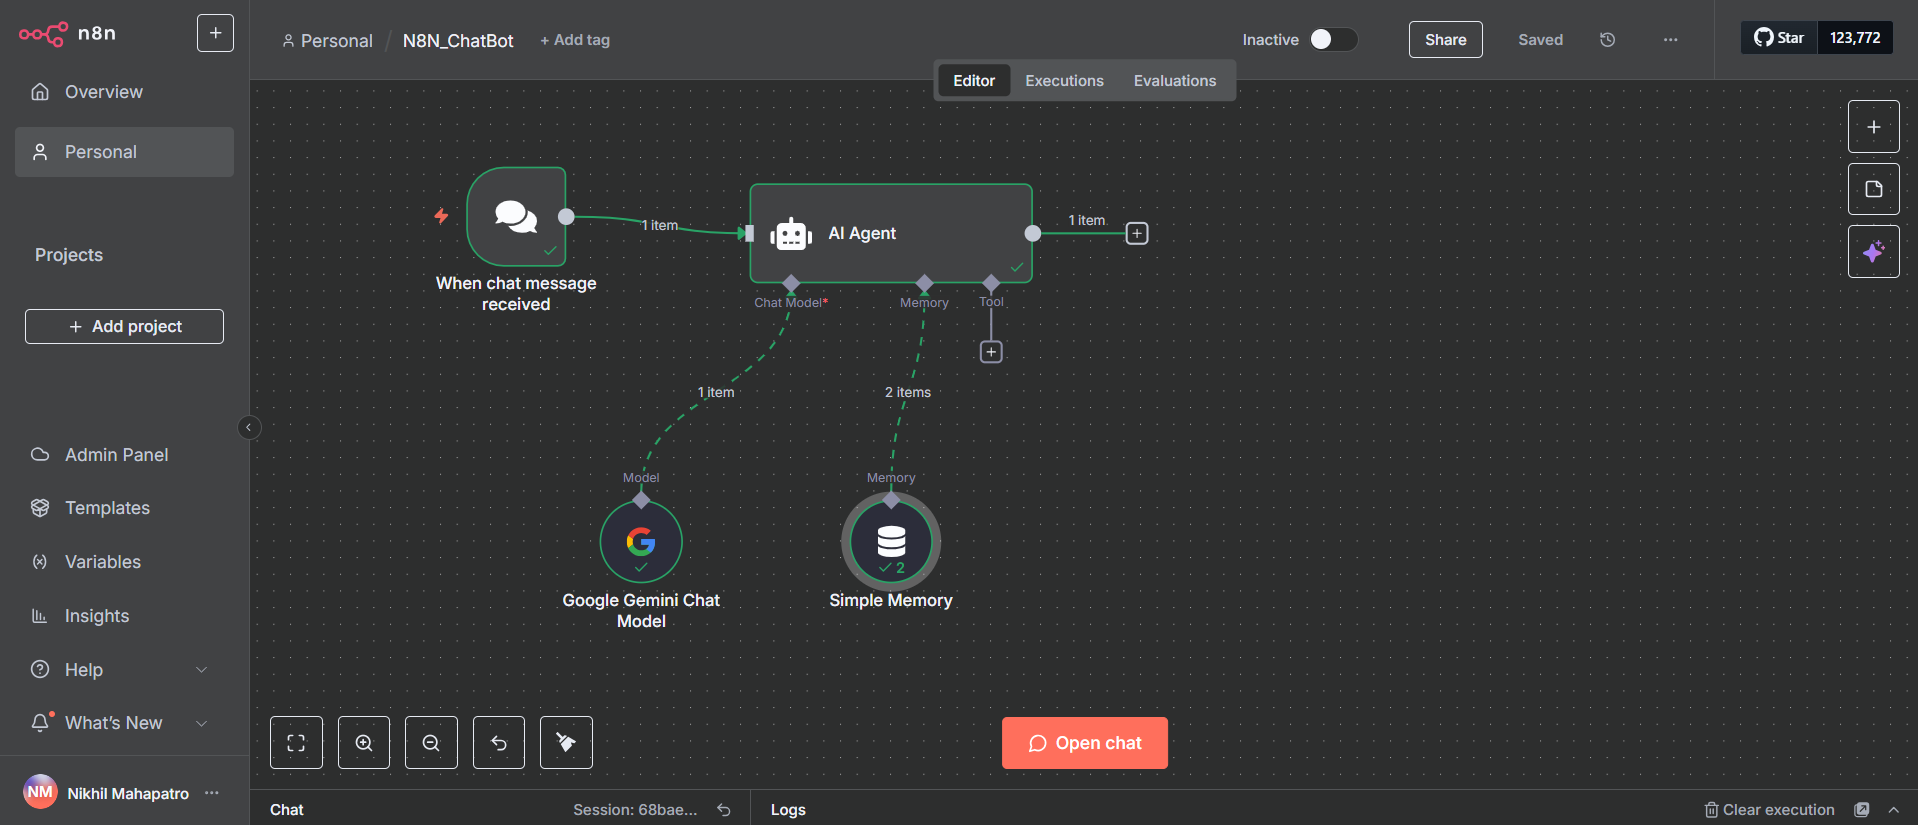 n8n
+
Personal / N8N_ChatBot + Add tag
Inactive
Share
Saved
...
Star 123,772
Editor Executions Evaluations
Overview
Personal
Projects
+ Add project
Admin Panel
Templates
Variables
Insights
Help
What's New
NM Nikhil Mahapatro ...
When chat message
received
1 item
AI Agent
1 item
Chat Model*
Memory
Tool
1 item
2 items
Model
Memory
Google Gemini Chat
Model
2
Simple Memory
Open chat
Chat
Session: 68bae...
Logs
Clear execution